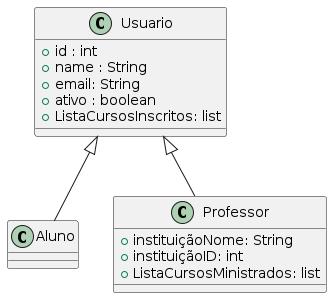 C Usuario
id : int
name : String
email: String
ativo : boolean
ListaCursosInscritos: list
C Aluno
C Professor
instituiçãoNome: String
instituiçãoID: int
ListaCursosMinistrados: list